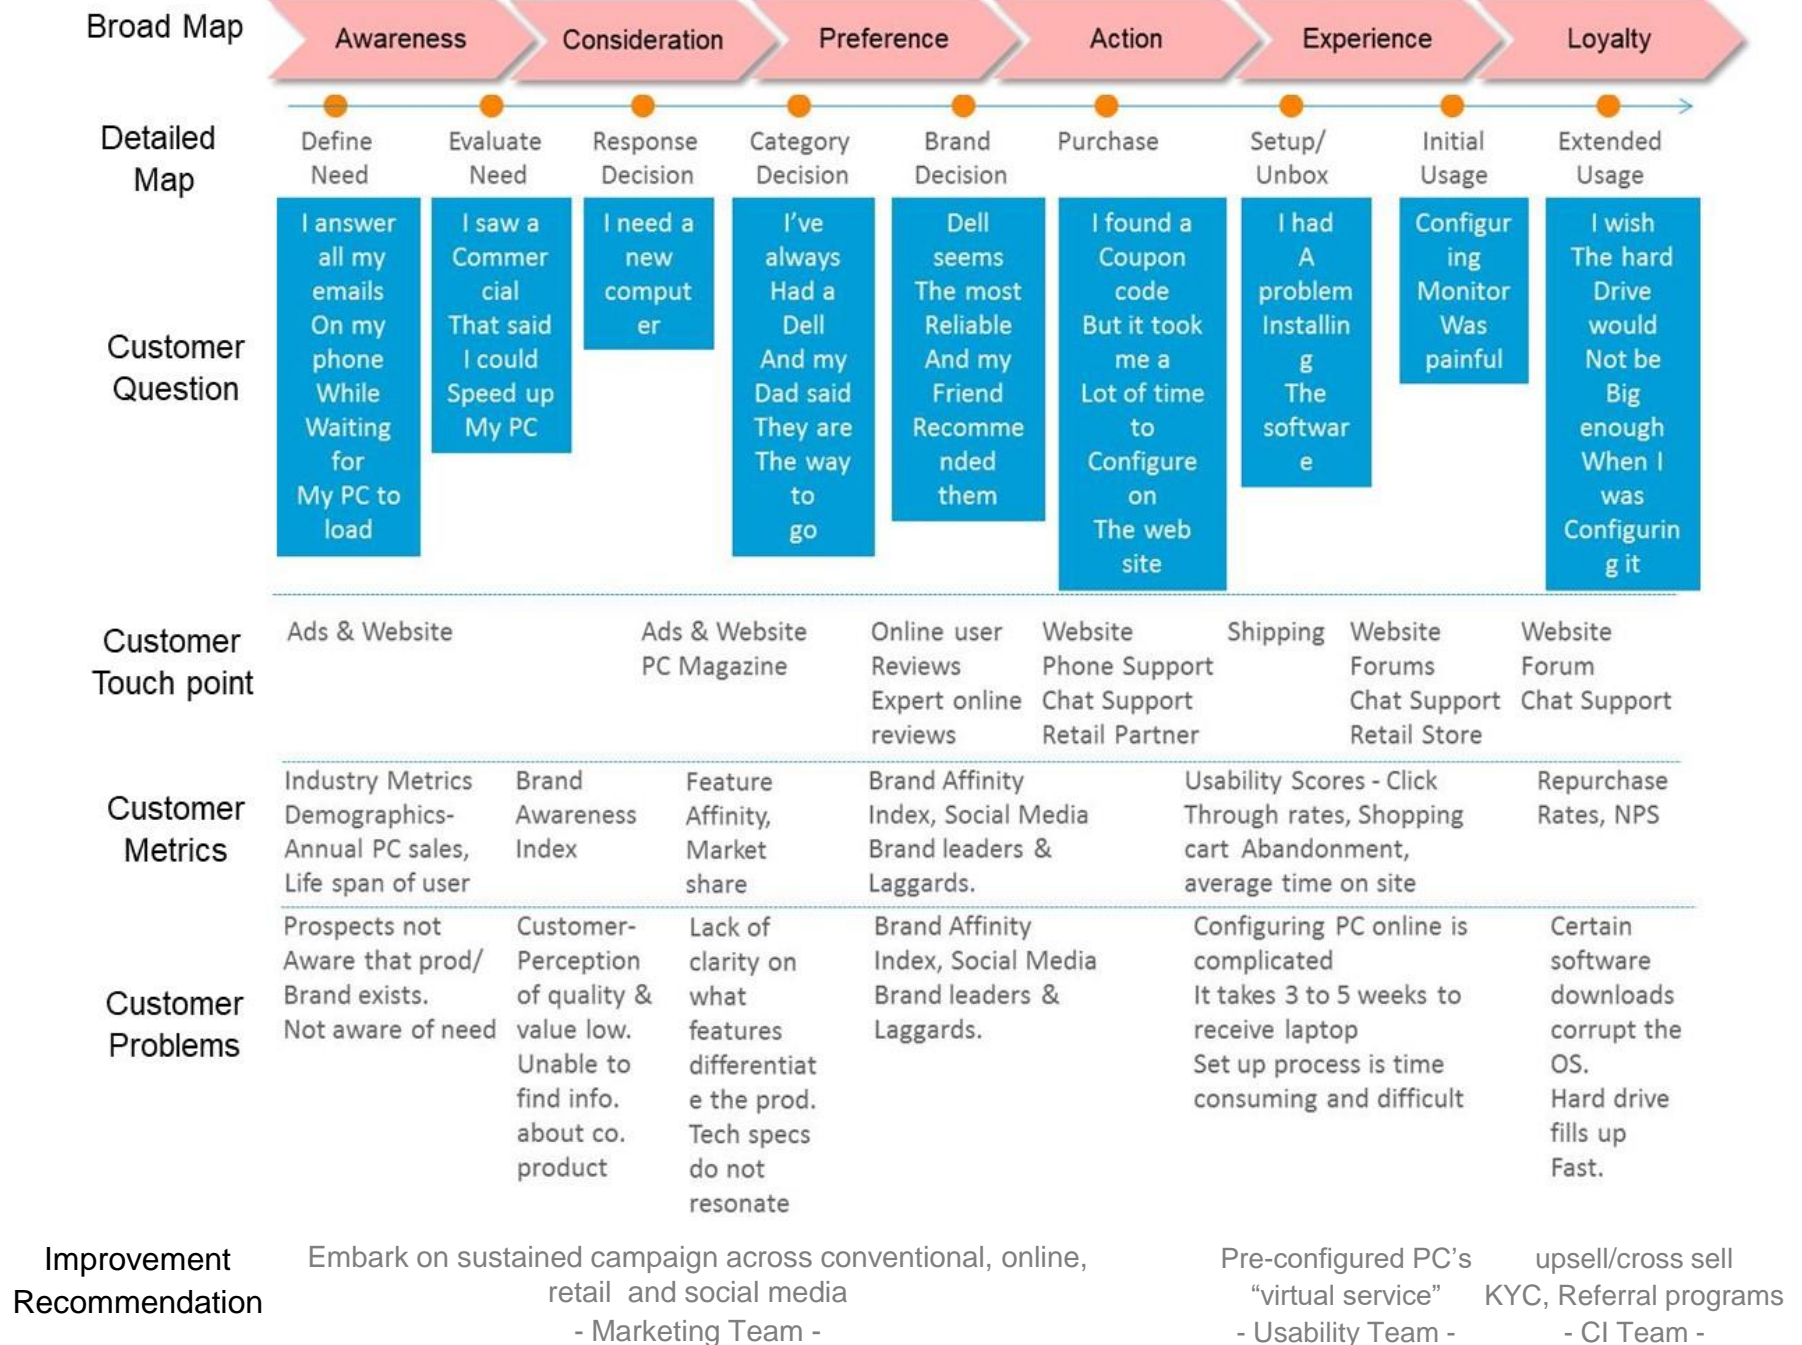 Broad Map
Awareness
Consideration
Preference
Action
Experience
Loyalty
Detailed
Map
Define
Need
Evaluate
Need
Response
Decision
Category
Decision
Brand
Decision
Purchase
Setup/
Unbox
Initial
Usage
Extended
Usage
Customer
Question
I answer
all my
emails
On my
phone
While
Waiting
for
My PC to
load
I saw a
Commer
cial
That said
I could
Speed up
My PC
I need a
new
comput
er
I've
always
Had a
Dell
And my
Dad said
They are
The way
to
go
Dell
seems
The most
Reliable
And my
Friend
Recomme
nded
them
I found a
Coupon
code
But it took
me a
Lot of time
to
Configure
on
The web
site
I had
A
problem
Installin
g
The
softwar
e
Configur
ing
Monitor
Was
painful
I wish
The hard
Drive
would
Not be
Big
enough
When I
was
Configurin
g it
Customer
Touch point
Ads & Website
Ads & Website
PC Magazine
Online user
Reviews
Expert online
reviews
Website
Phone Support
Chat Support
Retail Partner
Shipping
Website
Forums
Chat Support
Retail Store
Website
Forum
Chat Support
Customer
Metrics
Industry Metrics
Demographics-
Annual PC sales,
Life span of user
Brand
Awareness
Index
Feature
Affinity,
Market
share
Brand Affinity
Index, Social Media
Brand leaders &
Laggards.
Usability Scores - Click
Through rates, Shopping
cart Abandonment,
average time on site
Repurchase
Rates, NPS
Customer
Problems
Prospects not
Aware that prod/
Brand exists.
Not aware of need
Customer-
Perception
of quality &
value low.
Unable to
find info.
about co.
product
Lack of
clarity on
what
features
differentiat
e the prod.
Tech specs
do not
resonate
Brand Affinity
Index, Social Media
Brand leaders &
Laggards.
Configuring PC online is
complicated
It takes 3 to 5 weeks to
receive laptop
Set up process is time
consuming and difficult
Certain
software
downloads
corrupt the
OS.
Hard drive
fills up
Fast.
Improvement
Recommendation
Embark on sustained campaign across conventional, online,
retail and social media
- Marketing Team -
Pre-configured PC's
“virtual service”
- Usability Team -
upsell/cross sell
KYC, Referral programs
- CI Team -